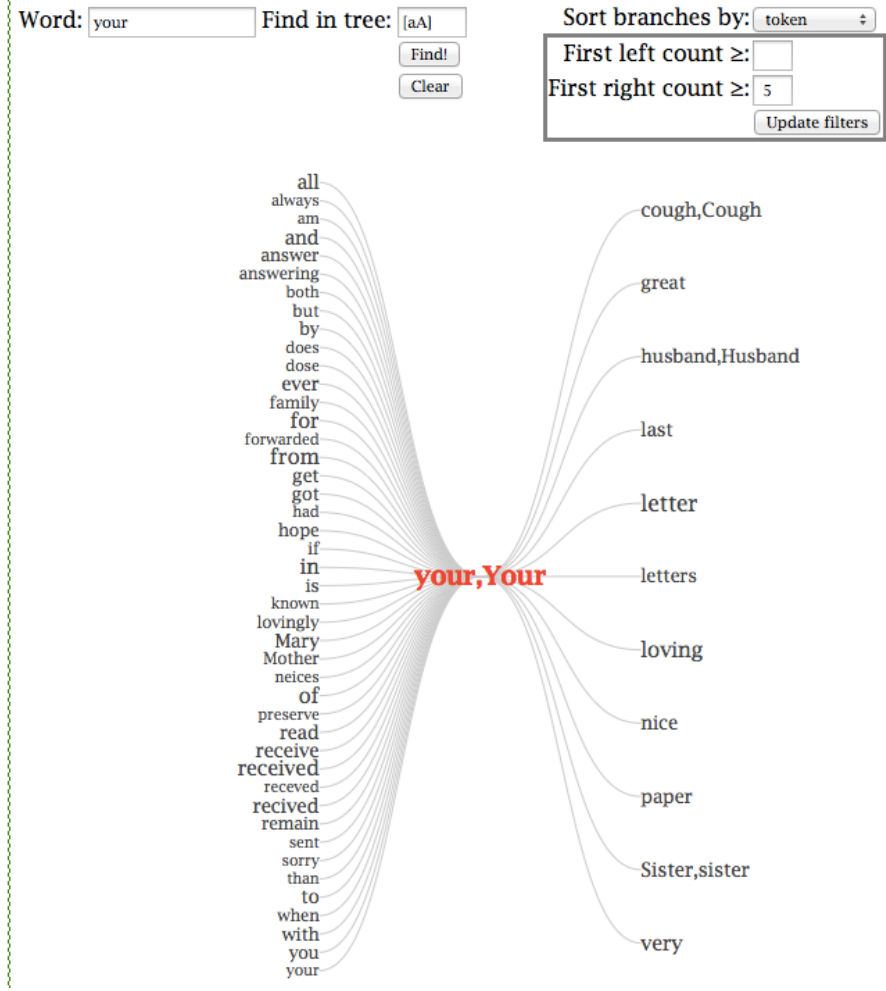 Word: your Find in tree: [aA] Sort branches by: token
Find! First left count ≥:
Clear First right count ≥: 5
Update filters
all
always
am
and
answer
answering
both
but
by
does
dose
ever
family
for
forwarded
from
get
got
had
hope
if
in
is
known
lovingly
Mary
Mother
neices
of
preserve
read
receive
received
receved
recived
remain
sent
sorry
than
to
when
with
you
your
your,Your
cough,Cough
great
husband,Husband
last
letter
letters
loving
nice
paper
Sister,sister
very